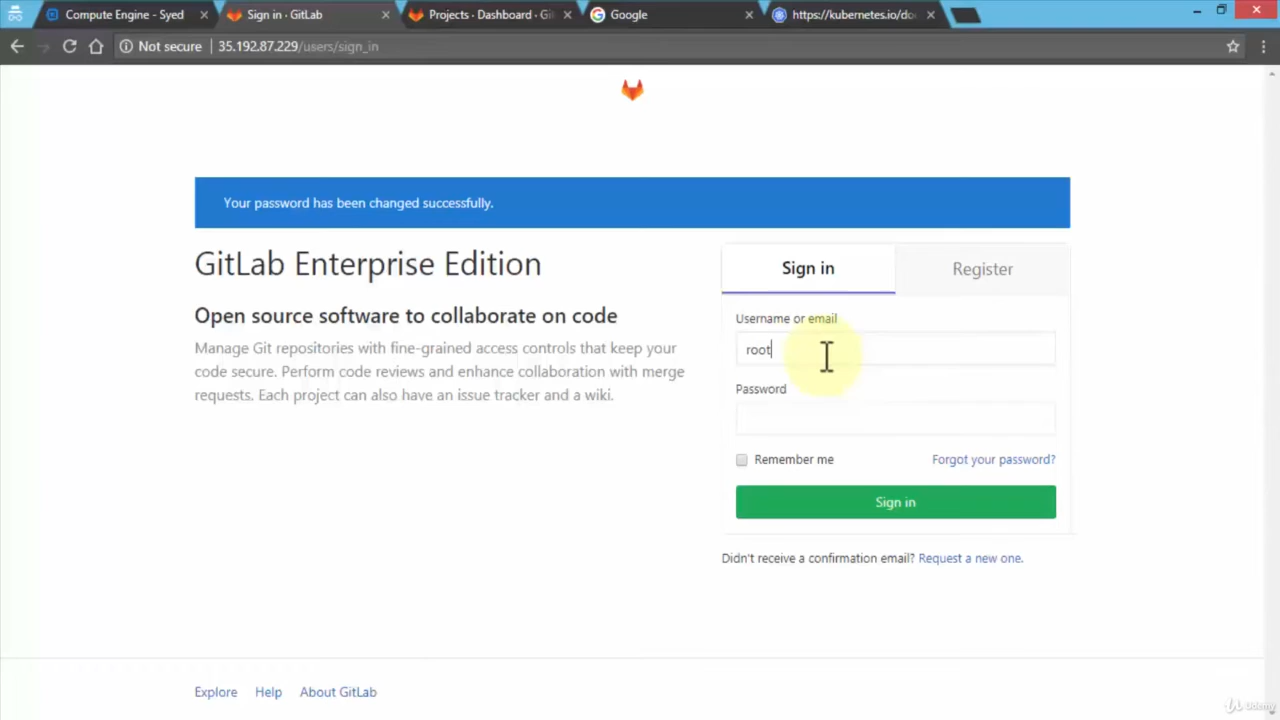 Compute Engine - Syed
Sign in · GitLab
Projects · Dashboard · Git
Google
https://kubernetes.io/doc
Not secure
35.192.87.229/users/sign_in
Your password has been changed successfully.
GitLab Enterprise Edition
Open source software to collaborate on code
Manage Git repositories with fine-grained access controls that keep your
code secure. Perform code reviews and enhance collaboration with merge
requests. Each project can also have an issue tracker and a wiki.
Sign in
Register
Username or email
root
Password
Remember me
Forgot your password?
Sign in
Didn't receive a confirmation email? Request a new one.
Explore
Help
About GitLab
Udemy